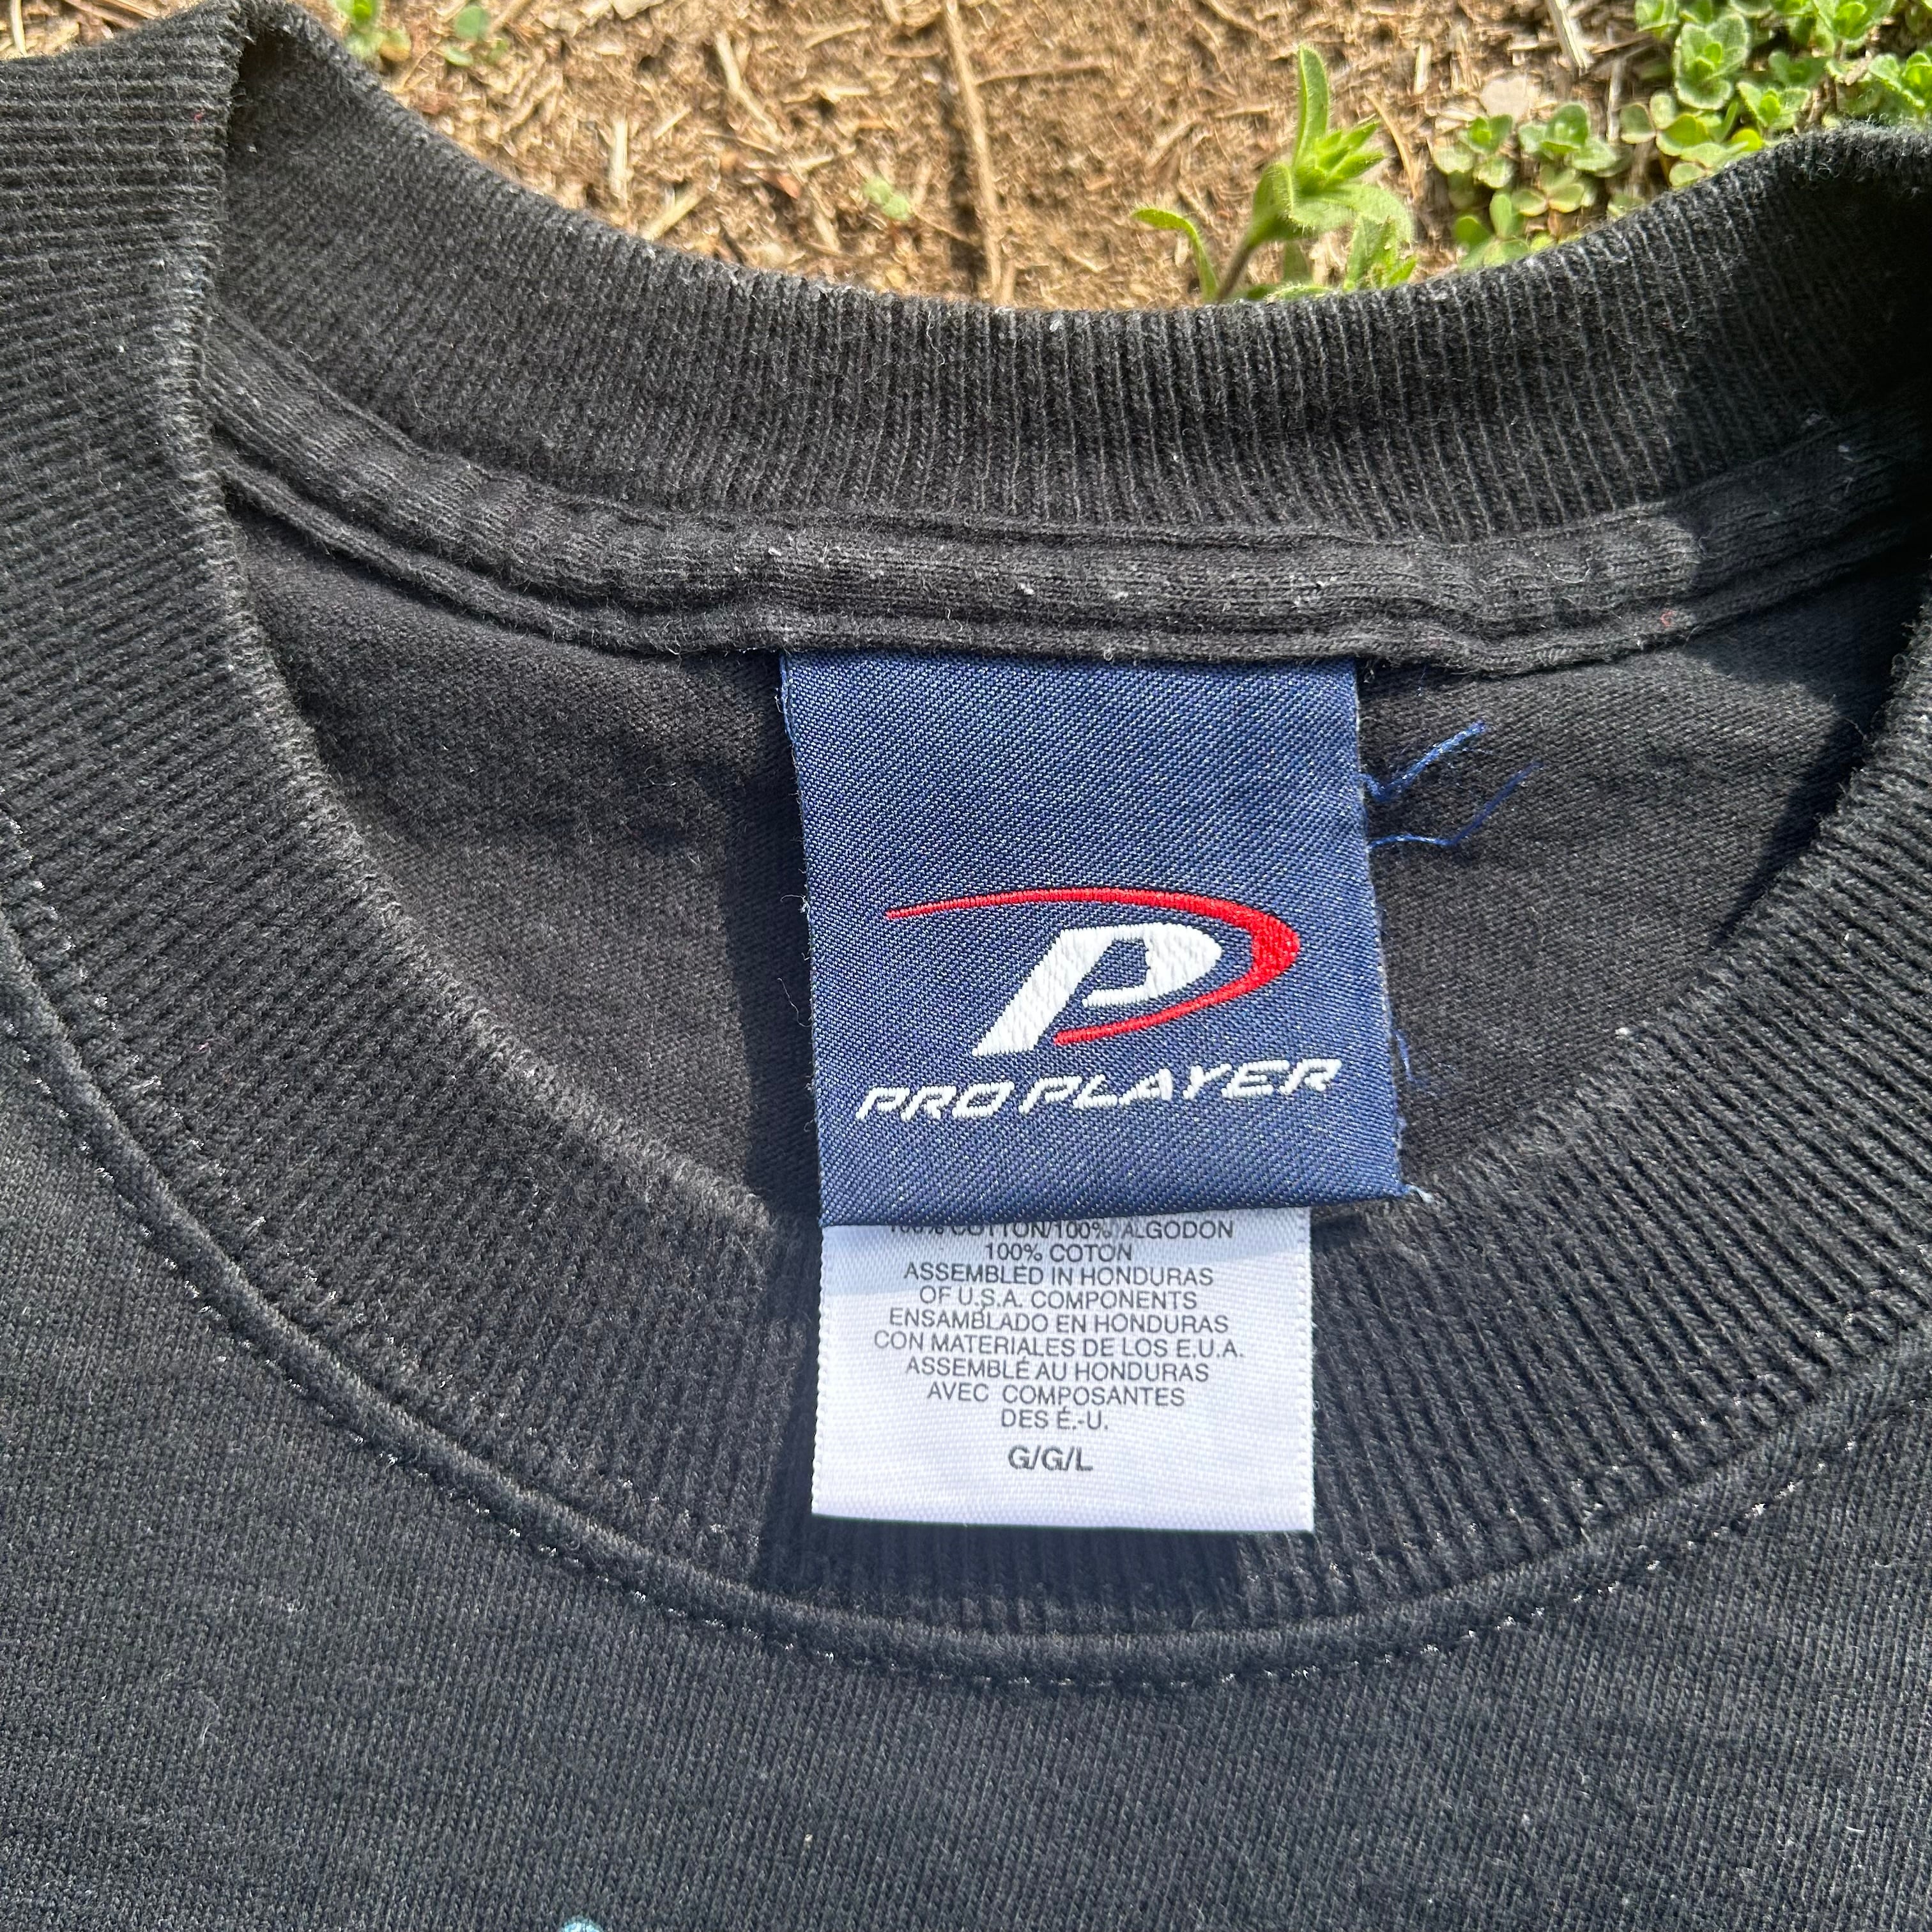 P
PRO PLAYER
100% COTTON/100% ALGODON
100% COTON
ASSEMBLED IN HONDURAS
OF U.S.A. COMPONENTS
ENSAMBLADO EN HONDURAS
CON MATERIALES DE LOS E.U.A.
ASSEMBLÉ AU HONDURAS
AVEC COMPOSANTES
DES É.-U.
G/G/L